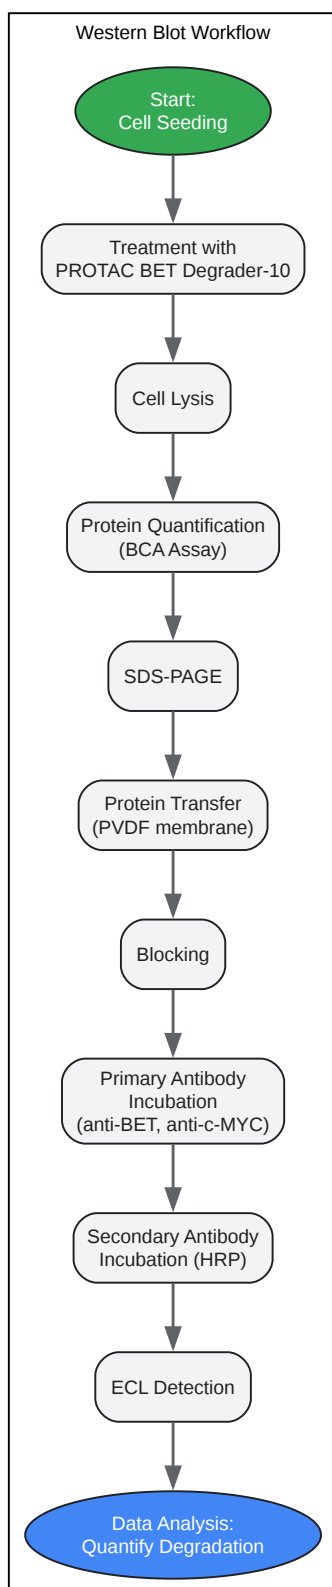 Western Blot Workflow
Start:
Cell Seeding
Treatment with
PROTAC BET Degrader-10
Cell Lysis
Protein Quantification
(BCA Assay)
SDS-PAGE
Protein Transfer
(PVDF membrane)
Blocking
Primary Antibody
Incubation
(anti-BET, anti-c-MYC)
Secondary Antibody
Incubation (HRP)
ECL Detection
Data Analysis:
Quantify Degradation